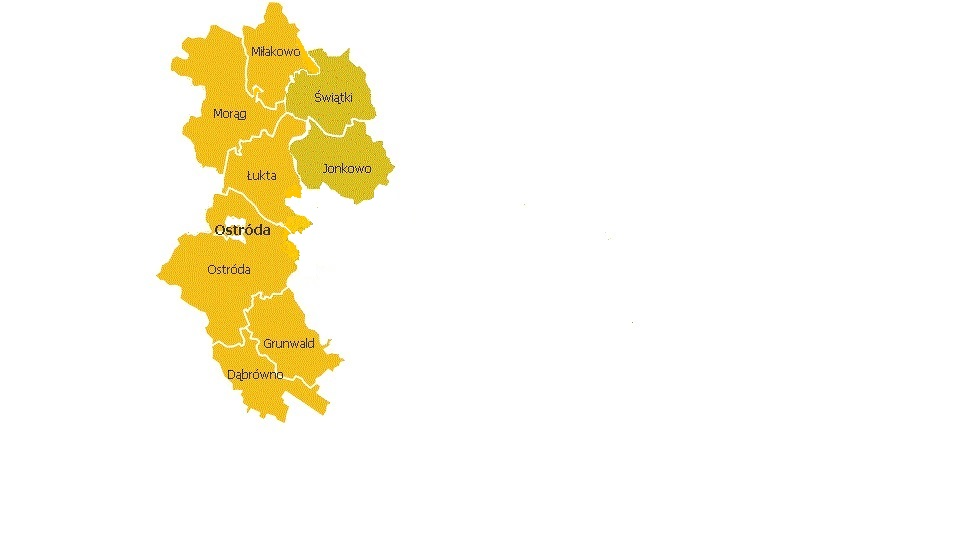 Miłakowo
Świątki
Morąg
Jonkowo
Łukta
Ostróda
Ostróda
Grunwald
Dąbrówno